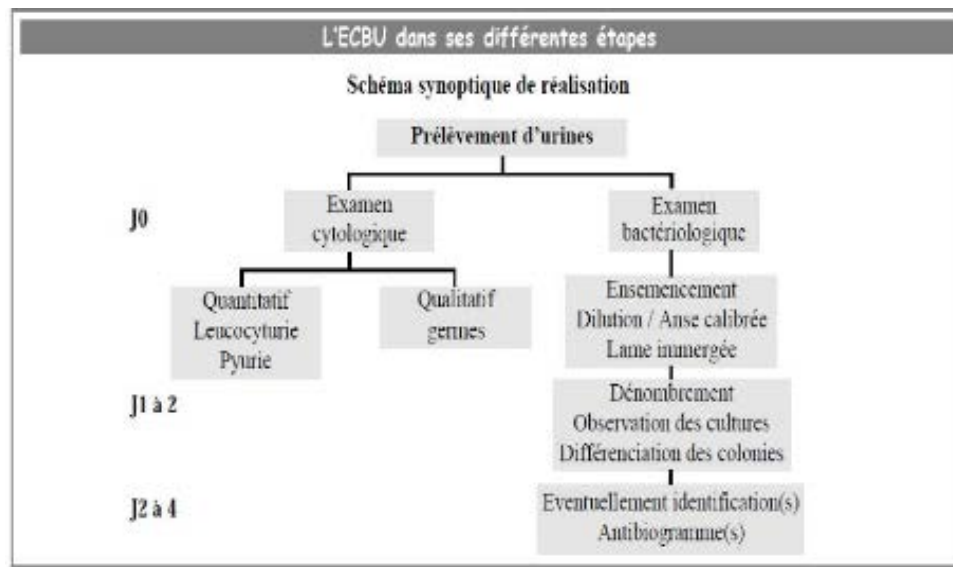 L'ECBU dans ses différentes étapes
Schéma synoptique de réalisation
Prélèvement d'urines
J0
Examen
cytologique
Examen
bactériologique
Quantitatif
Leucocyturie
Pyurie
Qualitatif
germes
Ensemencement
Dilution / Anse calibrée
Lame immergée
J1 à 2
Dénombrement
Observation des cultures
Différenciation des colonies
J2 à 4
Eventuellement identification(s)
Antibiogramme(s)